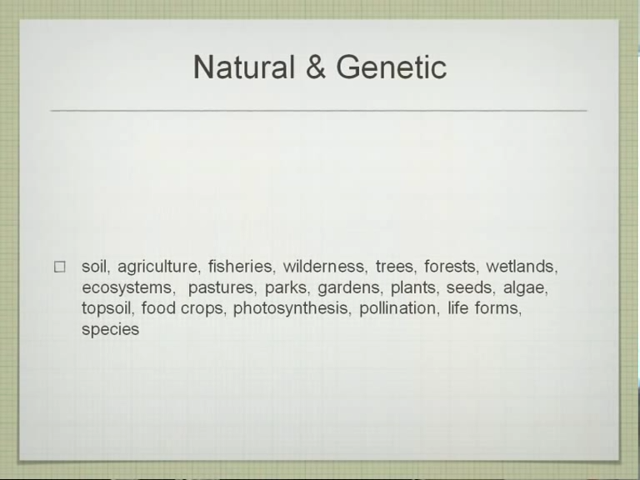 Natural & Genetic
soil, agriculture, fisheries, wilderness, trees, forests, wetlands,
ecosystems, pastures, parks, gardens, plants, seeds, algae,
topsoil, food crops, photosynthesis, pollination, life forms,
species